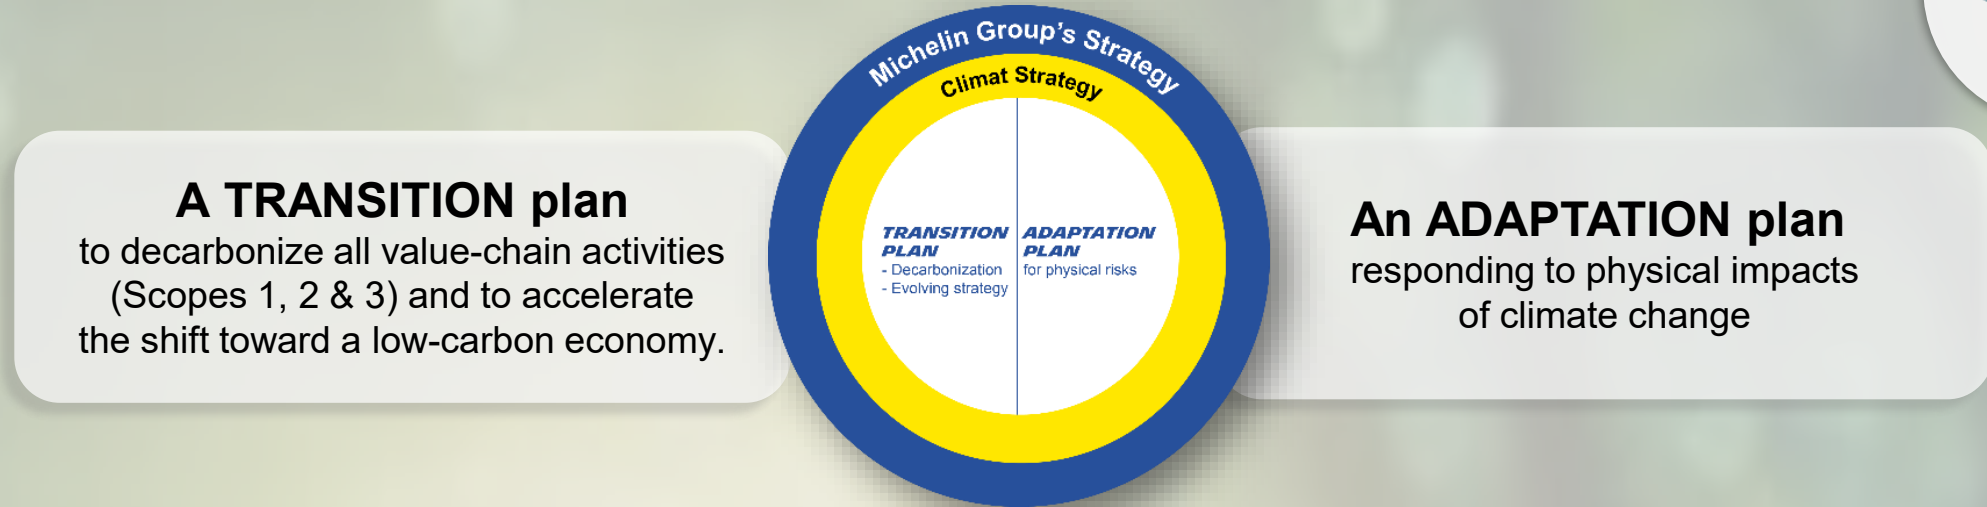 Michelin Group's Strategy
Climat Strategy
A TRANSITION plan
to decarbonize all value-chain activities
(Scopes 1, 2 & 3) and to accelerate
the shift toward a low-carbon economy.
TRANSITION
PLAN
- Decarbonization
- Evolving strategy
ADAPTATION
PLAN
for physical risks
An ADAPTATION plan
responding to physical impacts
of climate change